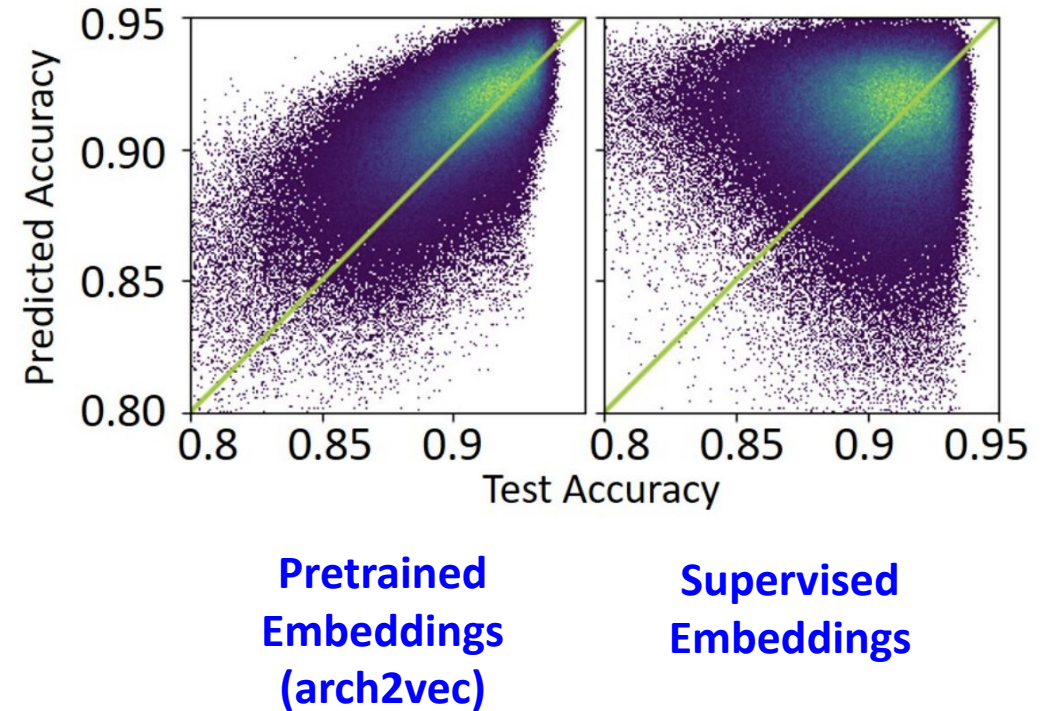 Predicted Accuracy
0.95
0.90
0.85
0.80
0.8 0.85 0.9
0.8 0.85 0.9 0.95
Test Accuracy
Pretrained
Embeddings
(arch2vec)
Supervised
Embeddings